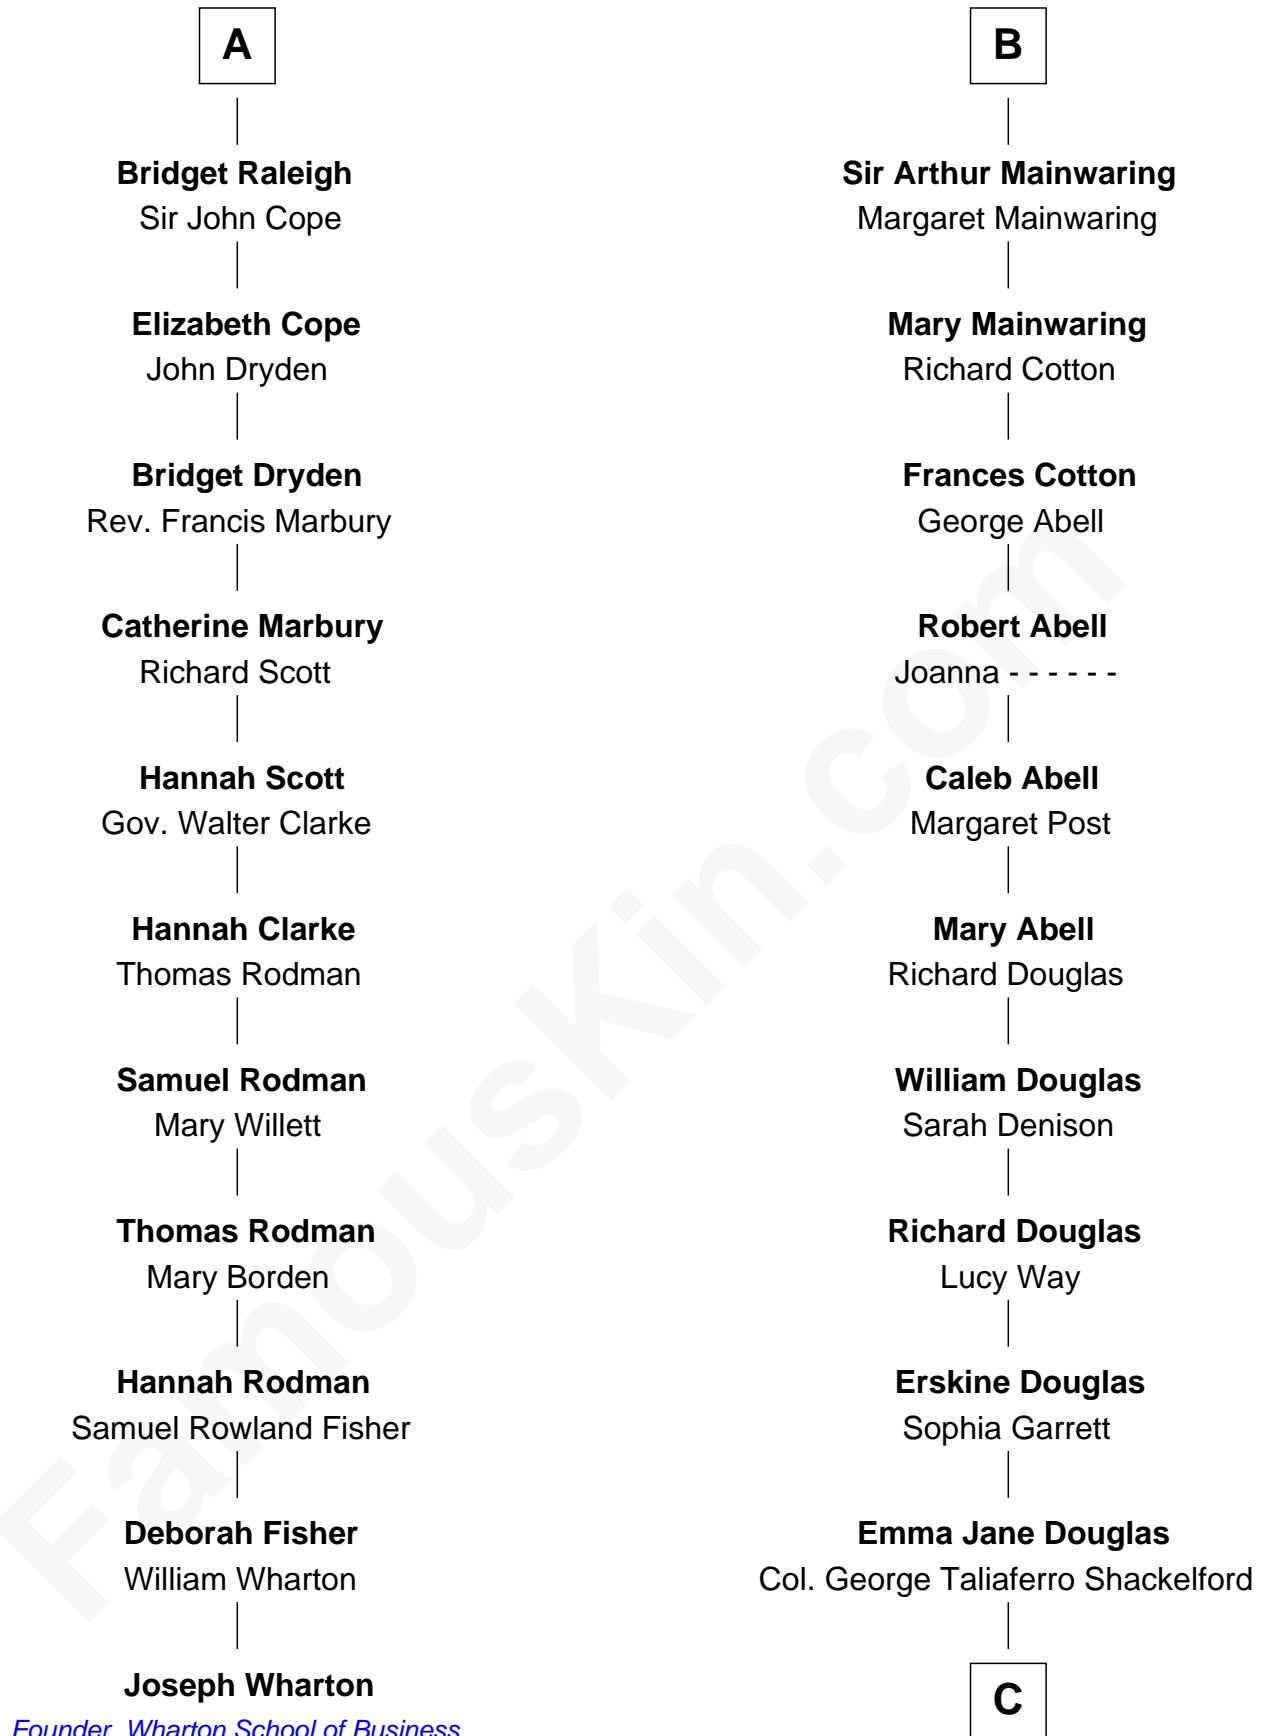 A
Bridget Raleigh
Sir John Cope
Elizabeth Cope
John Dryden
Bridget Dryden
Rev. Francis Marbury
Catherine Marbury
Richard Scott
Hannah Scott
Gov. Walter Clarke
Hannah Clarke
Thomas Rodman
Samuel Rodman
Mary Willett
Thomas Rodman
Mary Borden
Hannah Rodman
Samuel Rowland Fisher
Deborah Fisher
William Wharton
Joseph Wharton
Founder, Wharton School of Business
B
Sir Arthur Mainwaring
Margaret Mainwaring
Mary Mainwaring
Richard Cotton
Frances Cotton
George Abell
Robert Abell
Joanna - - - - - -
Caleb Abell
Margaret Post
Mary Abell
Richard Douglas
William Douglas
Sarah Denison
Richard Douglas
Lucy Way
Erskine Douglas
Sophia Garrett
Emma Jane Douglas
Col. George Taliaferro Shackelford
C
FamousKin.com